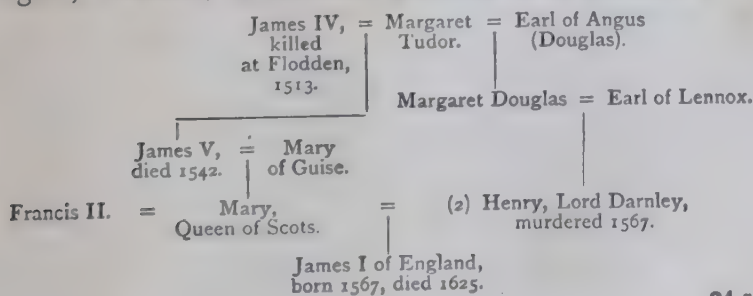 James IV, = Margaret = Earl of Angus
killed Tudor. (Douglas).
at Flodden,
1513.
Margaret Douglas = Earl of Lennox.
James V, = Mary
died 1542. of Guise.
Francis II. = Mary, = (2) Henry, Lord Darnley,
Queen of Scots. murdered 1567.
James I of England,
born 1567, died 1625.